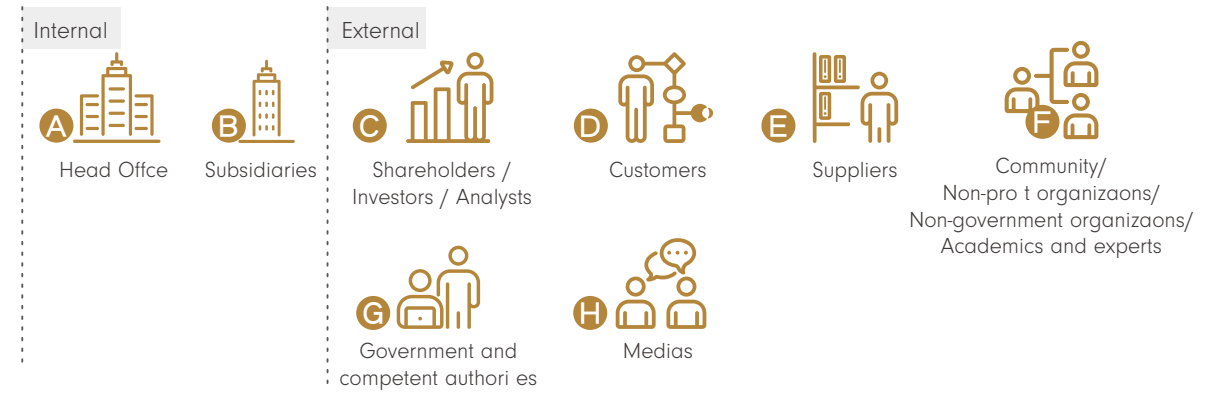 Internal
External
A
Head Offce
B
Subsidiaries
C
Shareholders /
Investors / Analysts
D
Customers
E
Suppliers
F
Community/
Non-pro t organizaons/
Non-government organizaons/
Academics and experts
G
Government and
competent authori es
H
Medias